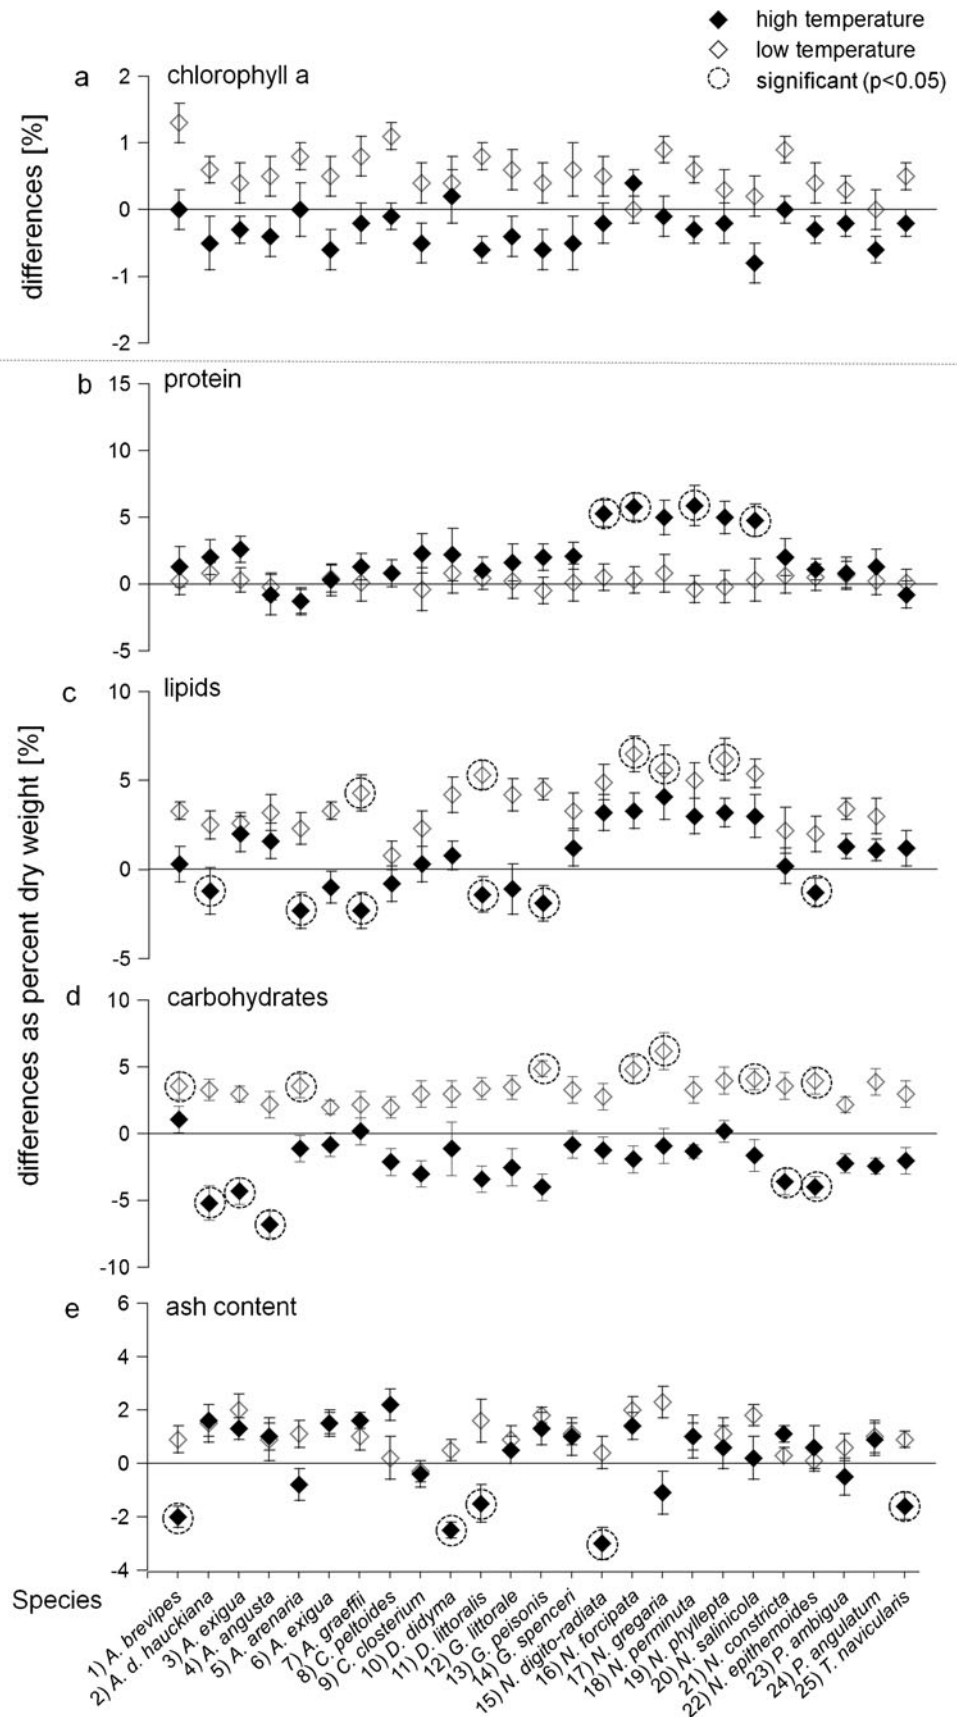 high temperature
low temperature
significant (p<0.05)
a chlorophyll a
differences [%]
2
1
0
-1
-2
b protein
15
10
5
0
-5
differences as percent dry weight [%]
c lipids
10
5
0
-5
d carbohydrates
10
5
0
-5
-10
e ash content
6
4
2
0
-2
-4
Species
1) A. brevipes
2) A. d. hauckiana
3) A. exigua
4) A. angusta
5) A. arenaria
6) A. exigua
7) A. graeffii
8) C. peltoides
9) C. closterium
10) D. didyma
11) D. littoralis
12) G. littorale
13) G. peisonis
14) G. spenceri
15) N. digito-radiata
16) N. forcipata
17) N. gregaria
18) N. perminuta
19) N. phyllepta
20) N. salinicola
21) N. constricta
22) N. epithemoides
23) P. ambigua
24) P. angulatum
25) T. navicularis